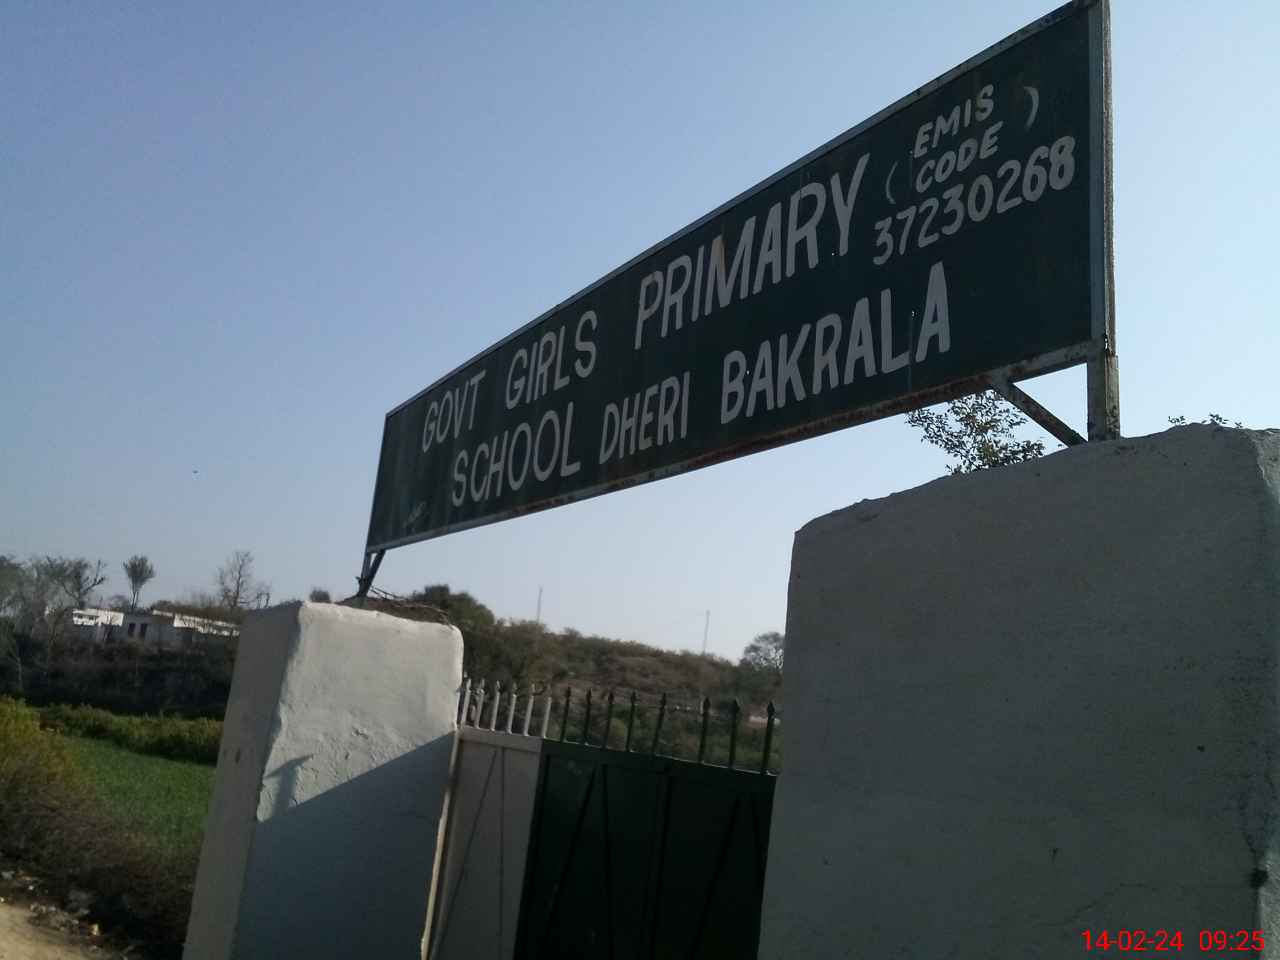 GOVT GIRLS PRIMARY ( EMIS CODE )
37230268
SCHOOL DHERI BAKRALA
14-02-24 09:25